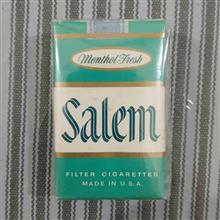 Menthol Fresh
Salem
FILTER CIGARETTES
MADE IN U.S.A.